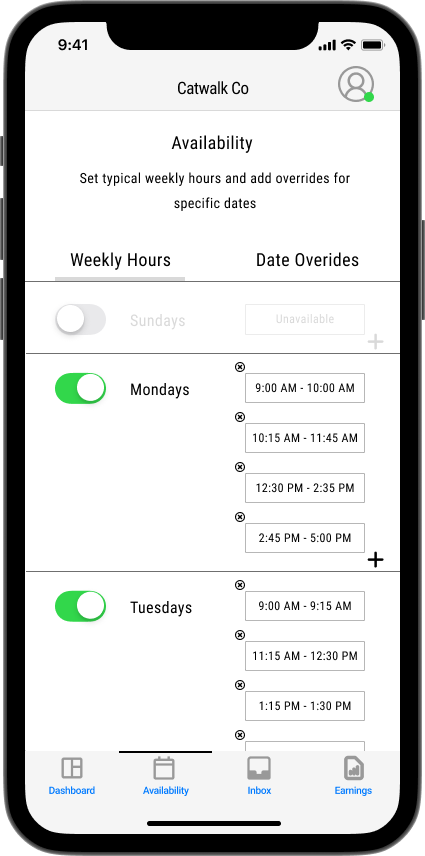 9:41
Catwalk Co
Availability
Set typical weekly hours and add overrides for
specific dates
Weekly Hours
Date Overides
Sundays
Unavailable
Mondays
9:00 AM - 10:00 AM
10:15 AM - 11:45 AM
12:30 PM - 2:35 PM
2:45 PM - 5:00 PM
Tuesdays
9:00 AM - 9:15 AM
11:15 AM - 12:30 PM
1:15 PM - 1:30 PM
Dashboard
Availability
Inbox
Earnings